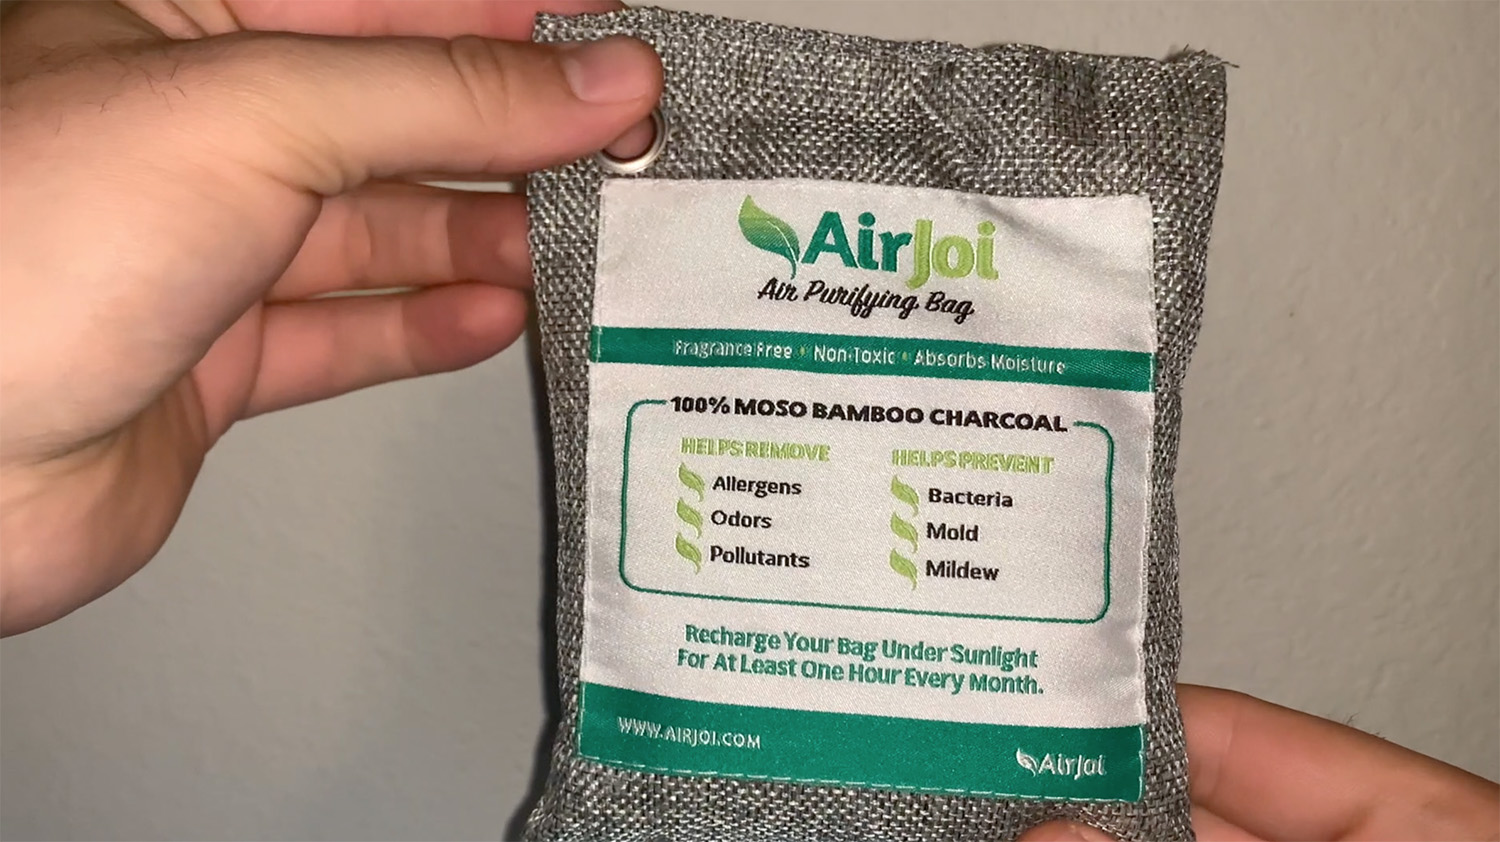 AirJoi
Air Purifying Bag
Fragrance Free • Non-Toxic • Absorbs Moisture
100% MOSO BAMBOO CHARCOAL
HELPS REMOVE
Allergens
Odors
Pollutants
HELPS PREVENT
Bacteria
Mold
Mildew
Recharge Your Bag Under Sunlight
For At Least One Hour Every Month.
WWW.AIRJOI.COM
AirJoi